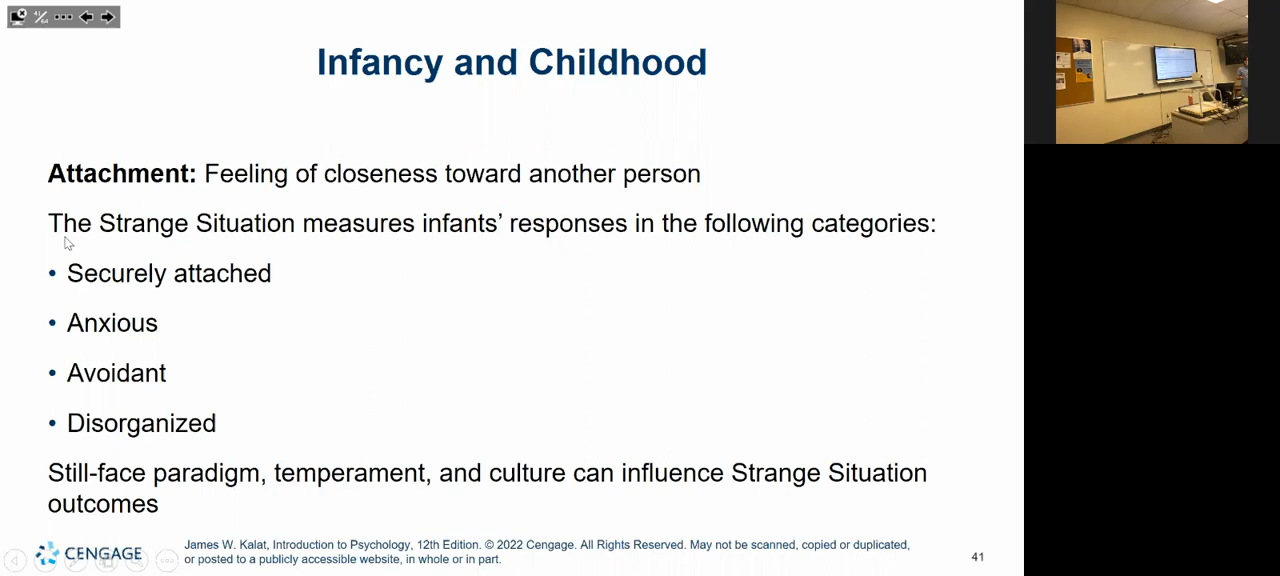 Infancy and Childhood
Attachment: Feeling of closeness toward another person
The Strange Situation measures infants’ responses in the following categories:
• Securely attached
• Anxious
• Avoidant
• Disorganized
Still-face paradigm, temperament, and culture can influence Strange Situation
outcomes
CENGAGE
James W. Kalat, Introduction to Psychology, 12th Edition. © 2022 Cengage. All Rights Reserved. May not be scanned, copied or duplicated,
or posted to a publicly accessible website, in whole or in part.
41